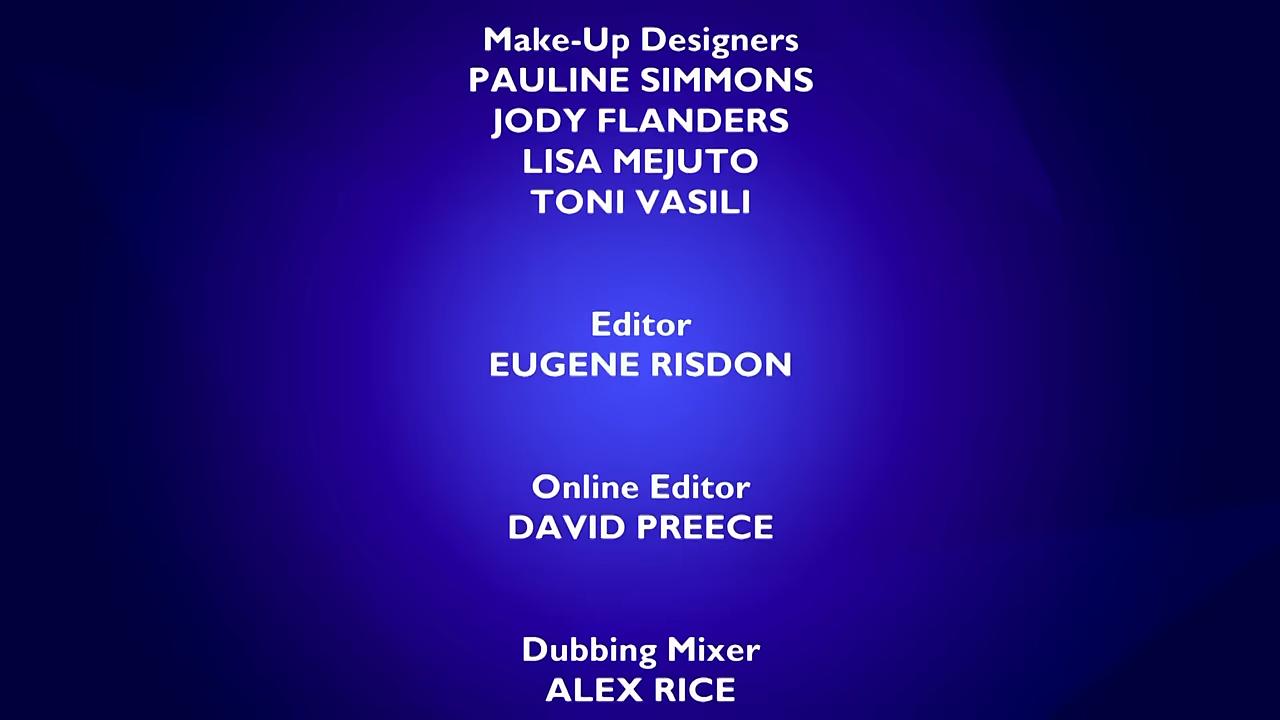 Make-Up Designers
PAULINE SIMMONS
JODY FLANDERS
LISA MEJUTO
TONI VASILI
Editor
EUGENE RISDON
Online Editor
DAVID PREECE
Dubbing Mixer
ALEX RICE